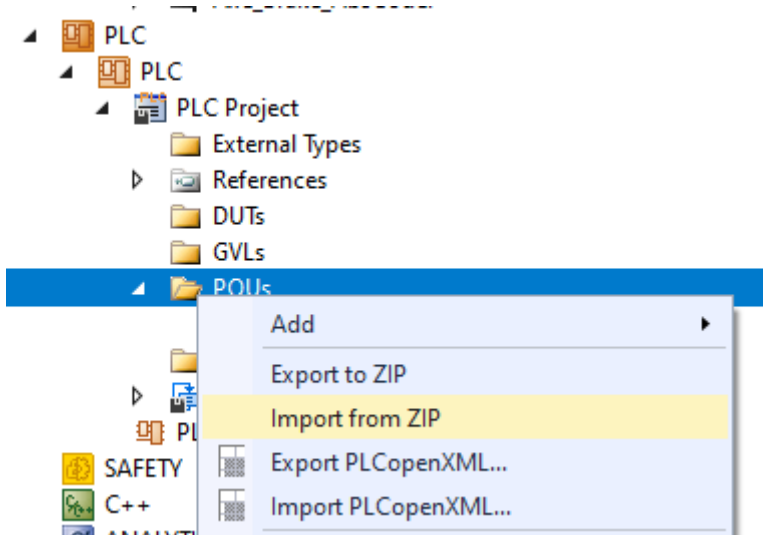 PLC
PLC
PLC Project
External Types
References
DUTs
GVLs
POUs
Add
Export to ZIP
Import from ZIP
Export PLCopenXML...
Import PLCopenXML...
SAFETY
C++